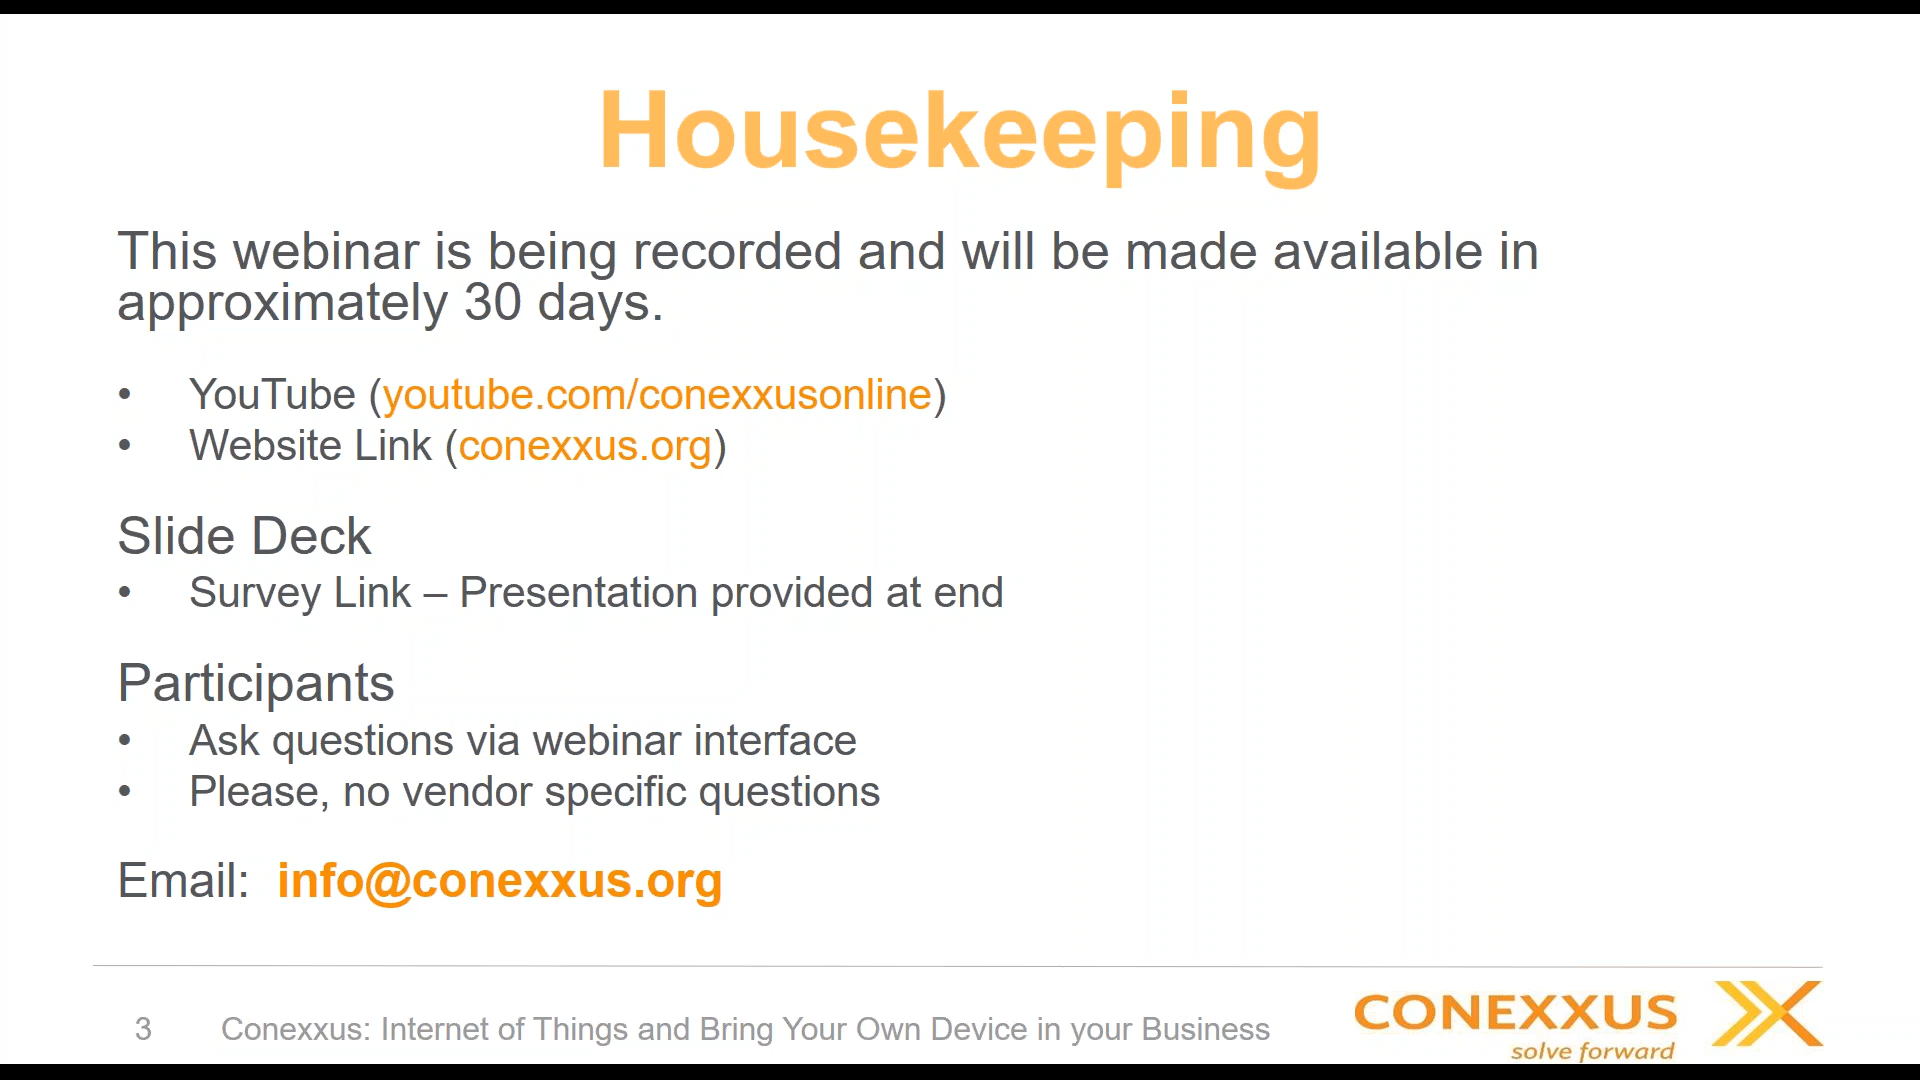 Housekeeping
This webinar is being recorded and will be made available in
approximately 30 days.
• YouTube (youtube.com/conexxusonline)
• Website Link (conexxus.org)
Slide Deck
• Survey Link – Presentation provided at end
Participants
• Ask questions via webinar interface
• Please, no vendor specific questions
Email: info@conexxus.org
3 Conexxus: Internet of Things and Bring Your Own Device in your Business
CONEXXUS
solve forward